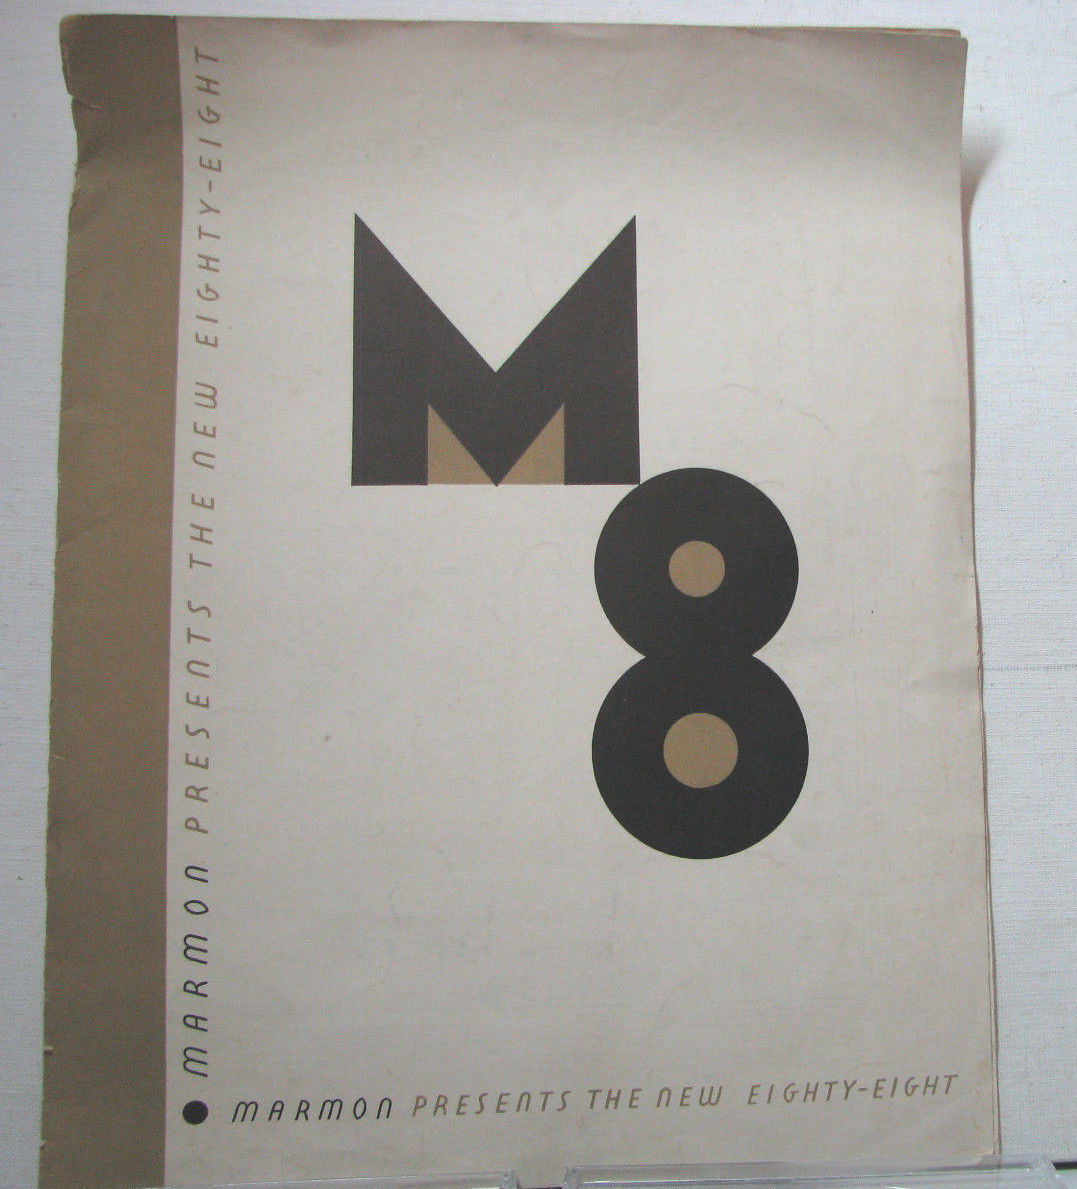 M
8
MARMON PRESENTS THE NEW EIGHTY-EIGHT
MARMON PRESENTS THE NEW EIGHTY-EIGHT